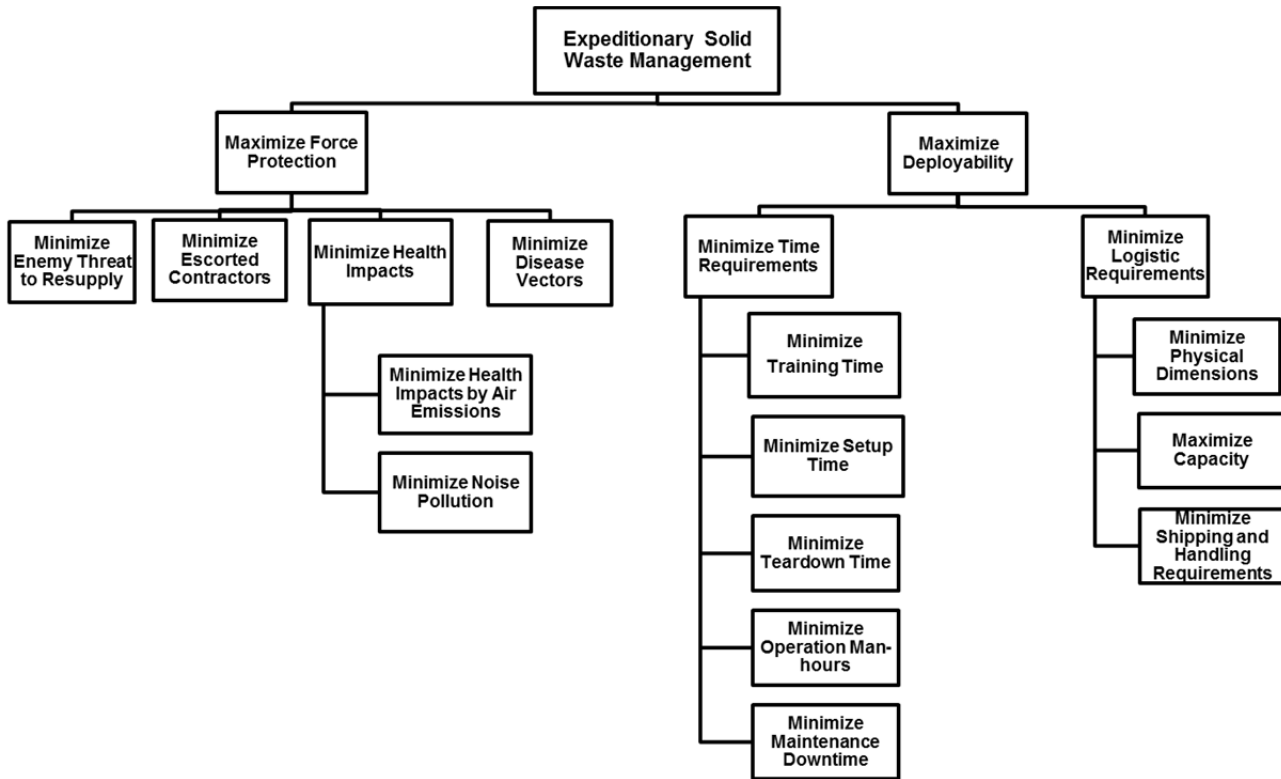 Expeditionary Solid
Waste Management
Maximize Force
Protection
Maximize
Deployability
Minimize
Enemy Threat
to Resupply
Minimize
Escorted
Contractors
Minimize Health
Impacts
Minimize
Disease
Vectors
Minimize Time
Requirements
Minimize
Logistic
Requirements
Minimize Health
Impacts by Air
Emissions
Minimize Noise
Pollution
Minimize
Training Time
Minimize Setup
Time
Minimize
Teardown Time
Minimize
Operation Man-
hours
Minimize
Maintenance
Downtime
Minimize
Physical
Dimensions
Maximize
Capacity
Minimize
Shipping and
Handling
Requirements